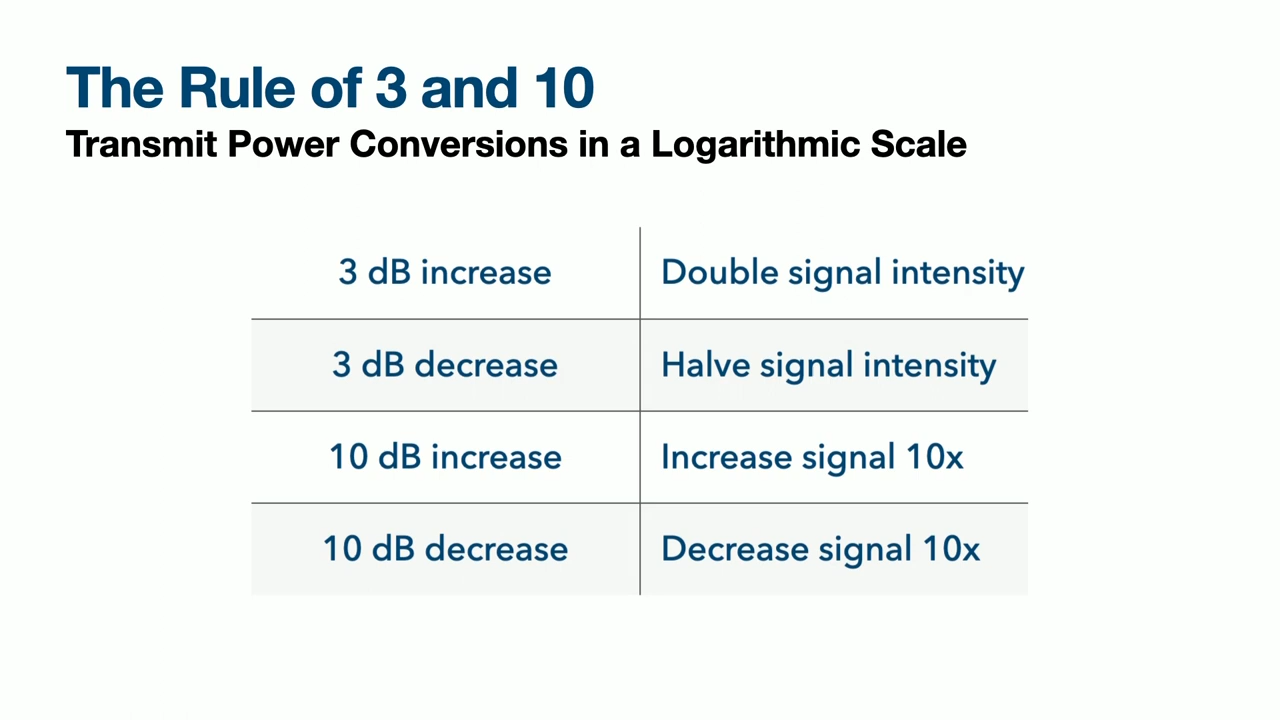 The Rule of 3 and 10
Transmit Power Conversions in a Logarithmic Scale
3 dB increase Double signal intensity
3 dB decrease Halve signal intensity
10 dB increase Increase signal 10x
10 dB decrease Decrease signal 10x